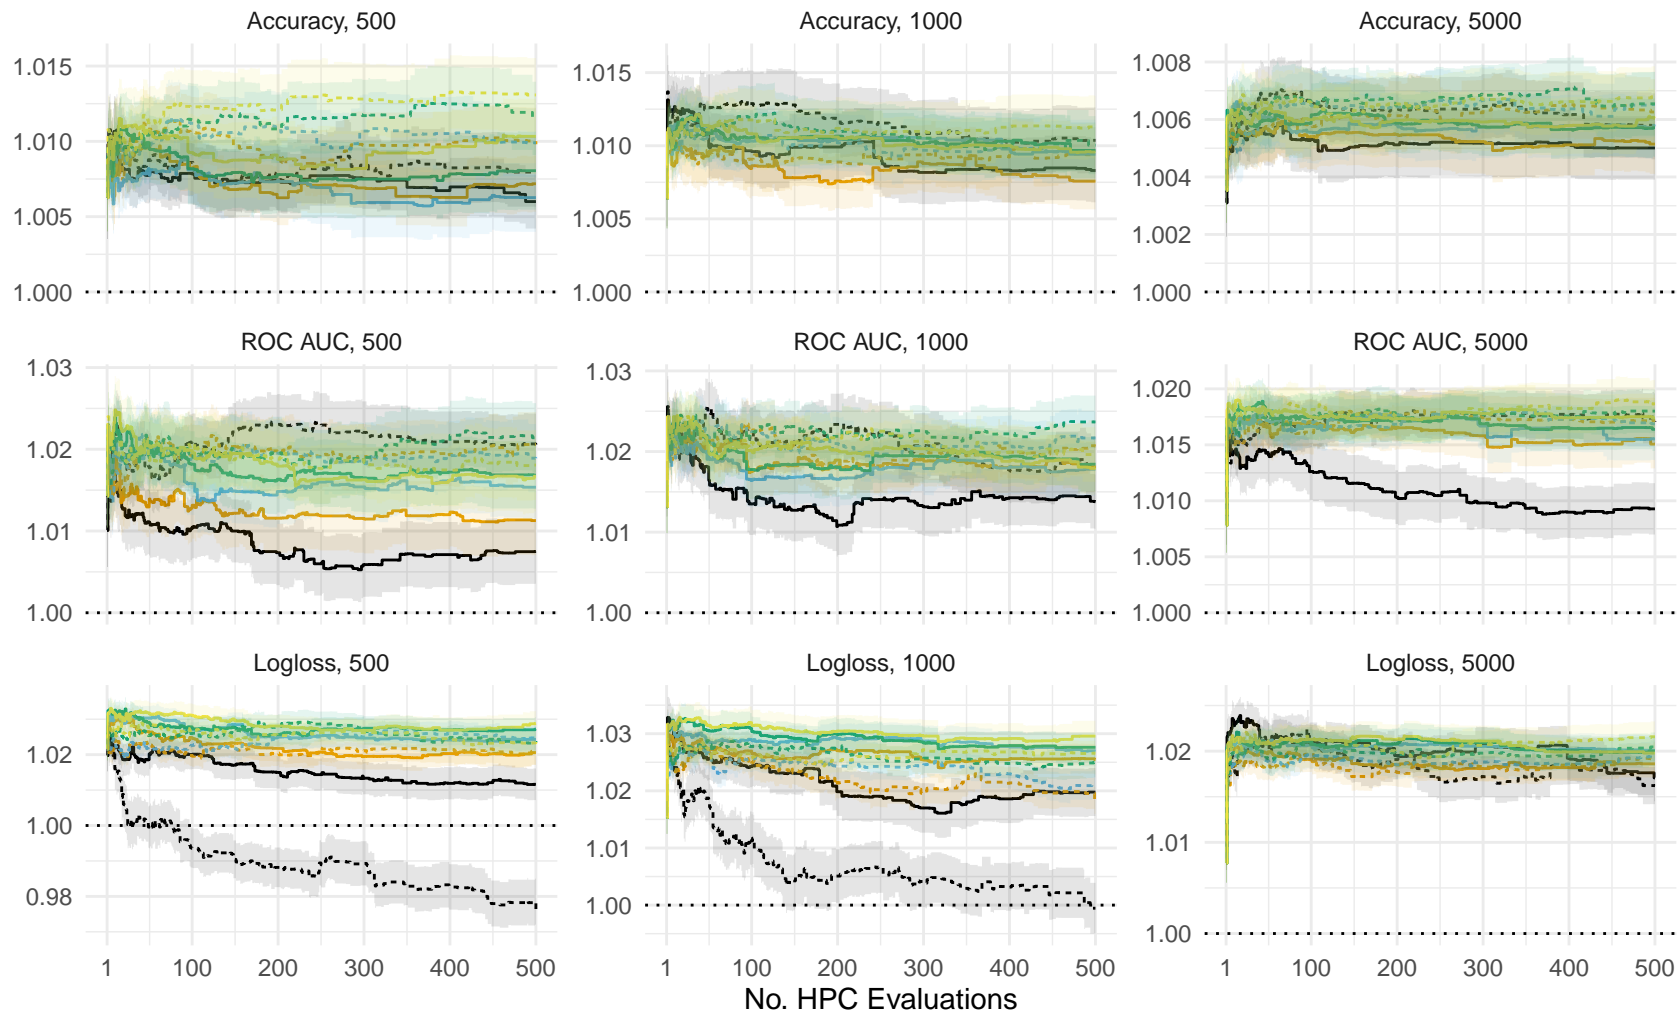 Accuracy, 500
Accuracy, 1000
Accuracy, 5000
1.015
1.010
1.005
1.000
1.015
1.010
1.005
1.000
1.008
1.006
1.004
1.002
1.000
ROC AUC, 500
ROC AUC, 1000
ROC AUC, 5000
1.03
1.02
1.01
1.00
1.03
1.02
1.01
1.00
1.020
1.015
1.010
1.005
1.000
Logloss, 500
Logloss, 1000
Logloss, 5000
1.02
1.00
0.98
1.03
1.02
1.01
1.00
1.02
1.01
1.00
1 100 200 300 400 500
1 100 200 300 400 500
1 100 200 300 400 500
No. HPC Evaluations